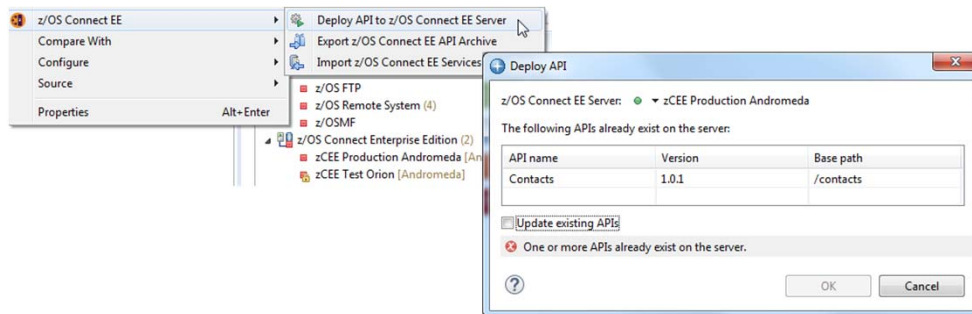 z/OS Connect EE
Compare With
Configure
Source
Properties Alt+Enter
Deploy API to z/OS Connect EE Server
Export z/OS Connect EE API Archive
Import z/OS Connect EE Services
z/OS FTP
z/OS Remote System (4)
z/OSMF
z/OS Connect Enterprise Edition (2)
zCEE Production Andromeda [An
zCEE Test Orion [Andromeda]
Deploy API
z/OS Connect EE Server: zCEE Production Andromeda
The following APIs already exist on the server:
API name Version Base path
Contacts 1.0.1 /contacts
Update existing APIs
One or more APIs already exist on the server.
OK Cancel